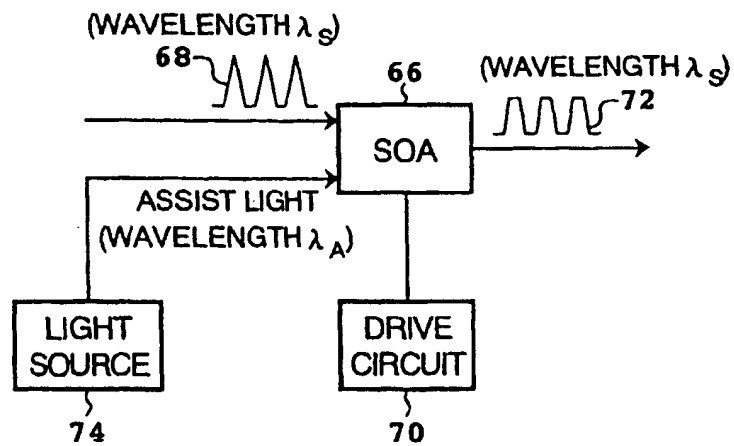 (WAVELENGTH λS)
68
66
(WAVELENGTH λS)
72
SOA
ASSIST LIGHT
(WAVELENGTH λA)
LIGHT
SOURCE
DRIVE
CIRCUIT
74
70